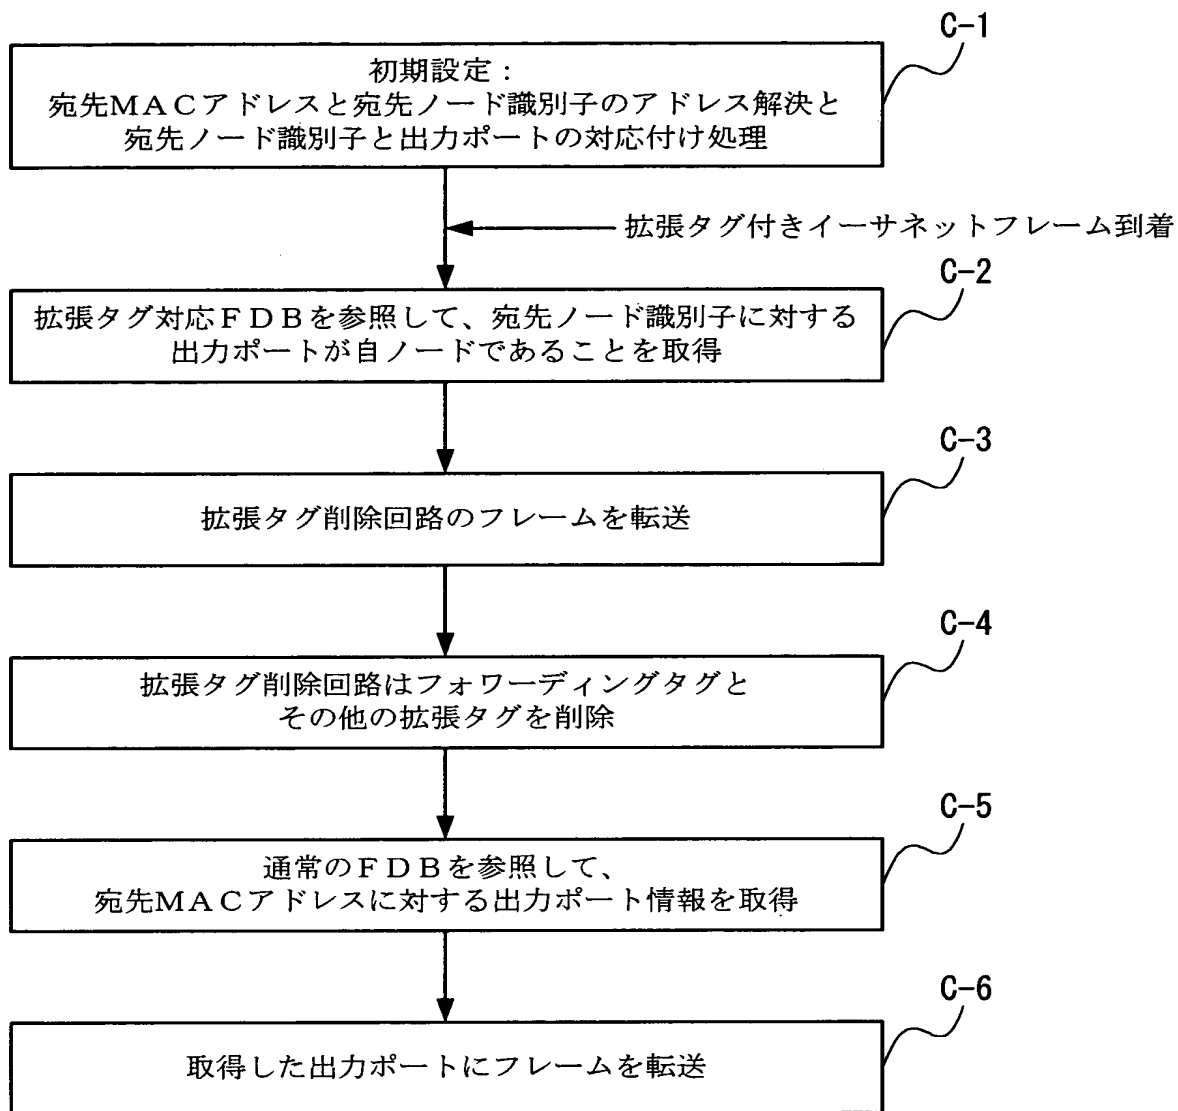 C-1
初期設定：
宛先ＭＡＣアドレスと宛先ノード識別子のアドレス解決と
宛先ノード識別子と出力ポートの対応付け処理
拡張タグ付きイーサネットフレーム到着
C-2
拡張タグ対応ＦＤＢを参照して、宛先ノード識別子に対する
出力ポートが自ノードであることを取得
C-3
拡張タグ削除回路のフレームを転送
C-4
拡張タグ削除回路はフォワーディングタグと
その他の拡張タグを削除
C-5
通常のＦＤＢを参照して、
宛先ＭＡＣアドレスに対する出力ポート情報を取得
C-6
取得した出力ポートにフレームを転送